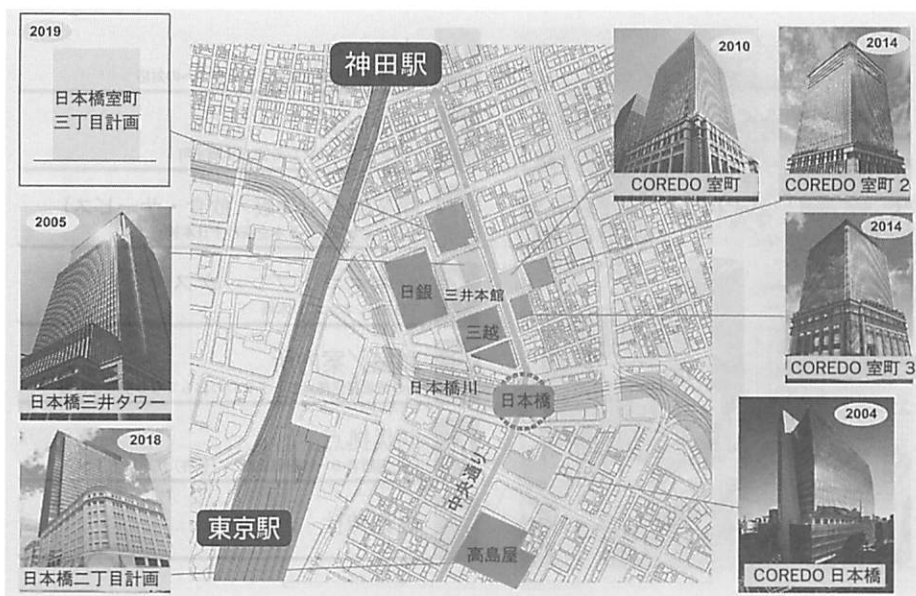 2019
日本橋室町
三丁目計画
神田駅
2010
COREDO 室町
2014
COREDO 室町 2
2005
日本橋三井タワー
2014
COREDO 室町 3
日銀
三井本館
三越
日本橋川
日本橋
中央通り
2018
日本橋二丁目計画
東京駅
高島屋
2004
COREDO 日本橋